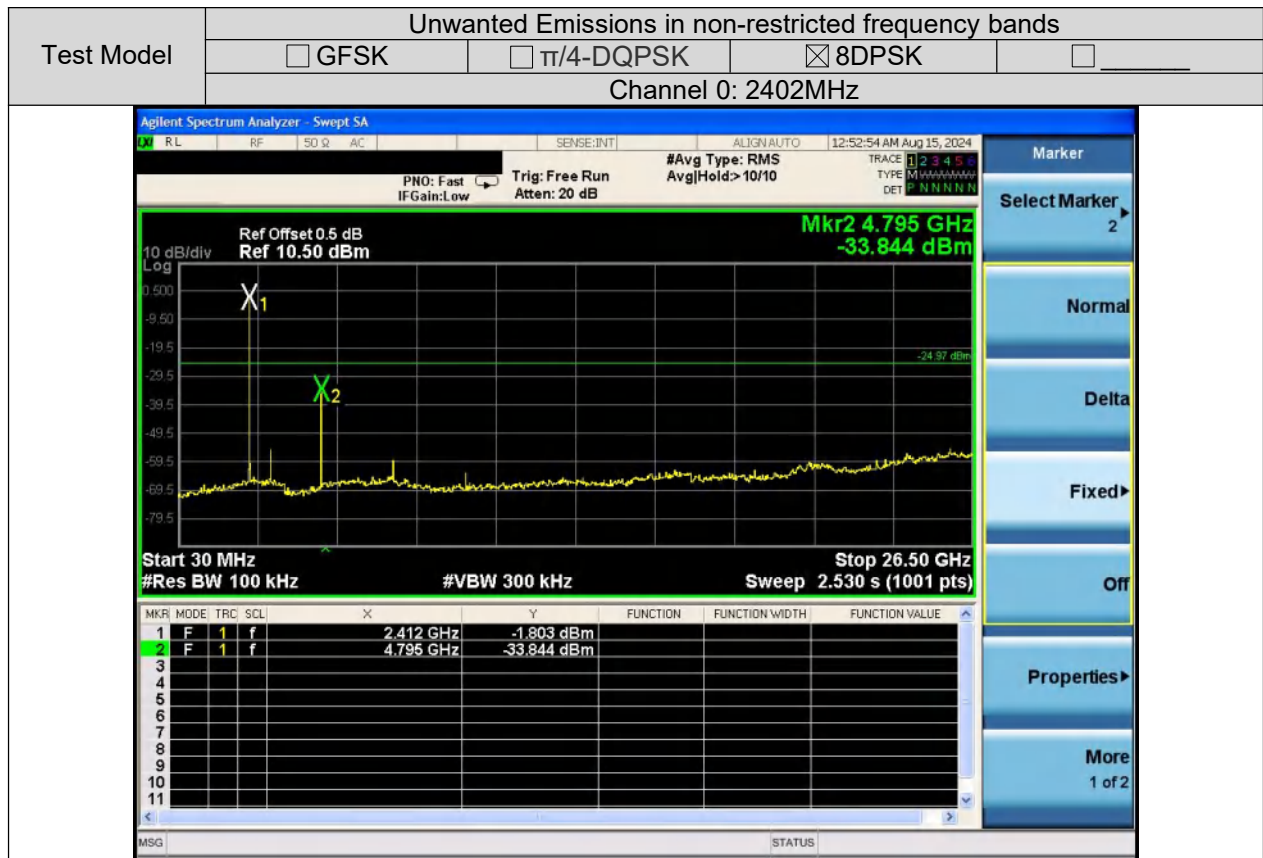 Test Model
Unwanted Emissions in non-restricted frequency bands
☐ GFSK ☐ π/4-DQPSK ☒ 8DPSK ☐ ______
Channel 0: 2402MHz
Agilent Spectrum Analyzer - Swept SA
LXI RL RF 50 Ω AC SENSE:INT ALIGN AUTO 12:52:54 AM Aug 15, 2024
PNO: Fast Trig: Free Run #Avg Type: RMS TRACE 1 2 3 4 5 6
IFGain:Low Atten: 20 dB Avg|Hold:>10/10 TYPE MWWWWW
DET P N N N N N
Mkr2 4.795 GHz
-33.844 dBm
Ref Offset 0.5 dB
10 dB/div Ref 10.50 dBm
Log
0.500
-9.50
-19.5
-29.5
-39.5
-49.5
-59.5
-69.5
-79.5
1
2
-24.97 dBm
Start 30 MHz Stop 26.50 GHz
#Res BW 100 kHz #VBW 300 kHz Sweep 2.530 s (1001 pts)
MKR MODE TRC SCL X Y FUNCTION FUNCTION WIDTH FUNCTION VALUE
1 F 1 f 2.412 GHz -1.803 dBm
2 F 1 f 4.795 GHz -33.844 dBm
3
4
5
6
7
8
9
10
11
MSG STATUS
Marker
Select Marker
2
Normal
Delta
Fixed
Off
Properties
More
1 of 2